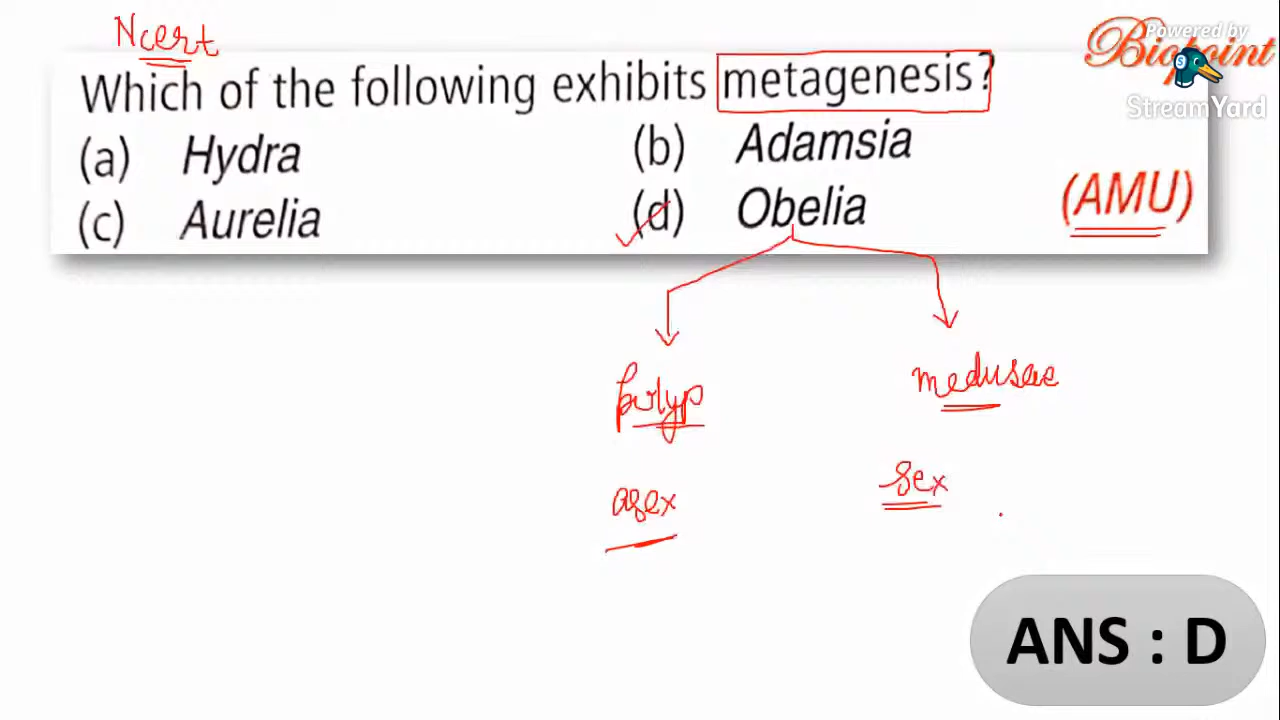 Ncert
Powered by
Biopoint
StreamYard
Which of the following exhibits metagenesis?
(a) Hydra (b) Adamsia
(c) Aurelia (d) Obelia (AMU)
polyp medusae
asex sex
ANS : D